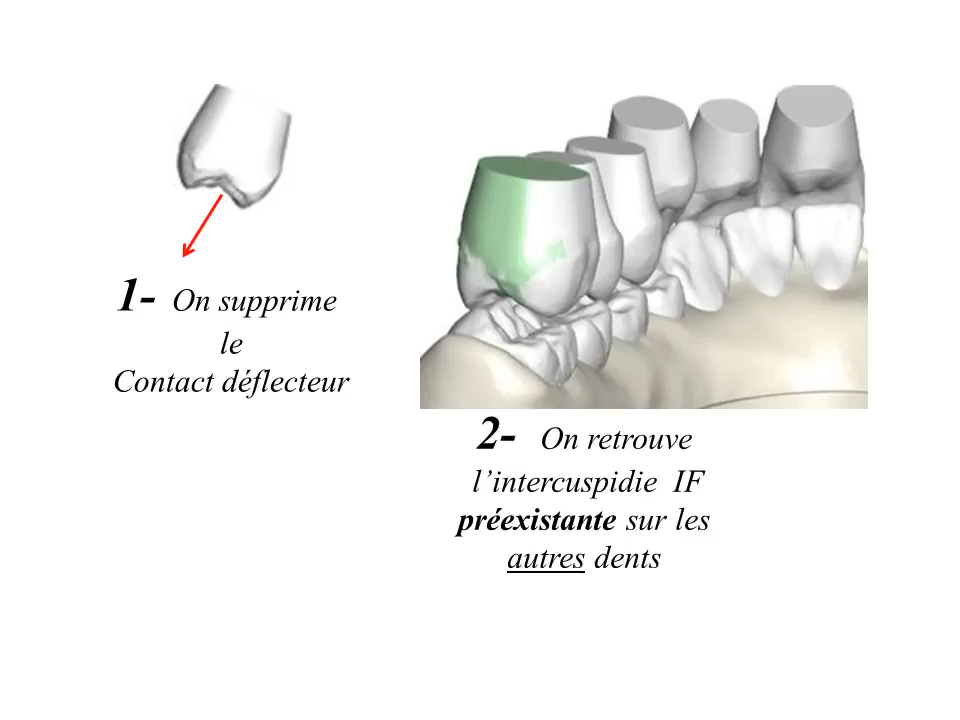 1- On supprime
le
Contact déflecteur
2- On retrouve
l’intercuspidie IF
préexistante sur les
autres dents